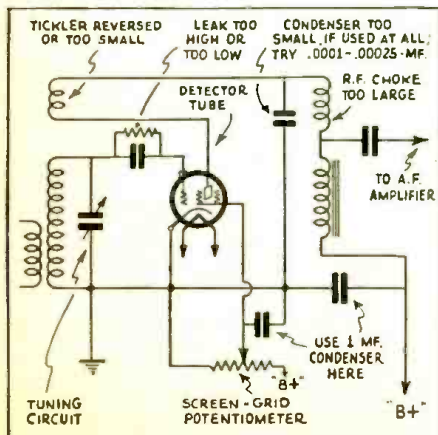 TICKLER REVERSED
OR TOO SMALL
LEAK TOO
HIGH OR
TOO LOW
CONDENSER TOO
SMALL, IF USED AT ALL;
TRY .0001-.00025-MF.
DETECTOR
TUBE
R.F. CHOKE
TOO LARGE
TO A.F.
AMPLIFIER
USE 1 MF.
CONDENSER
HERE
"B+"
TUNING
CIRCUIT
SCREEN-GRID
POTENTIOMETER
"B+"